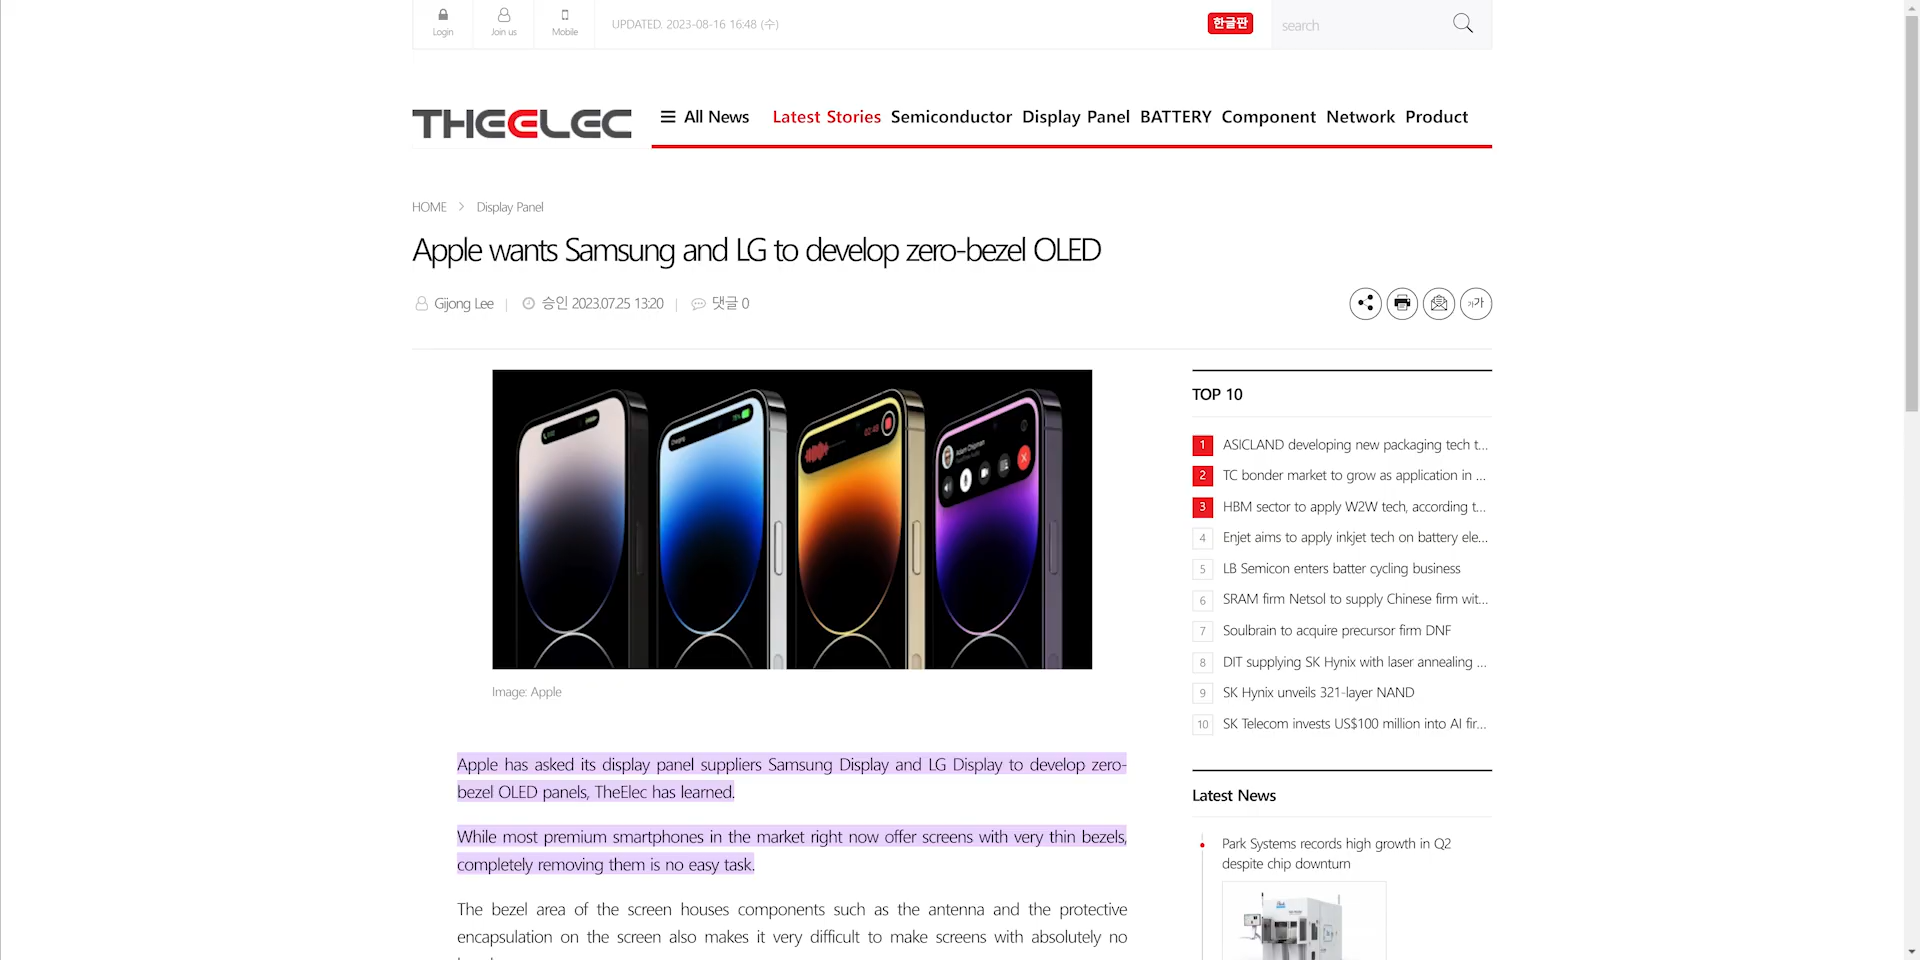 Login
Join us
Mobile
UPDATED. 2023-08-16 16:48 (수)
한글판
search
THEELEC
All News
Latest Stories
Semiconductor
Display Panel
BATTERY
Component
Network
Product
HOME > Display Panel
Apple wants Samsung and LG to develop zero-bezel OLED
Gijong Lee | 승인 2023.07.25 13:20 | 댓글 0
가가
Charging
Adam Chapman
Image: Apple
Apple has asked its display panel suppliers Samsung Display and LG Display to develop zero-
bezel OLED panels, TheElec has learned.
While most premium smartphones in the market right now offer screens with very thin bezels,
completely removing them is no easy task.
The bezel area of the screen houses components such as the antenna and the protective
encapsulation on the screen also makes it very difficult to make screens with absolutely no
TOP 10
1 ASICLAND developing new packaging tech t...
2 TC bonder market to grow as application in ...
3 HBM sector to apply W2W tech, according t...
4 Enjet aims to apply inkjet tech on battery ele...
5 LB Semicon enters batter cycling business
6 SRAM firm Netsol to supply Chinese firm wit...
7 Soulbrain to acquire precursor firm DNF
8 DIT supplying SK Hynix with laser annealing ...
9 SK Hynix unveils 321-layer NAND
10 SK Telecom invests US$100 million into AI fir...
Latest News
Park Systems records high growth in Q2
despite chip downturn